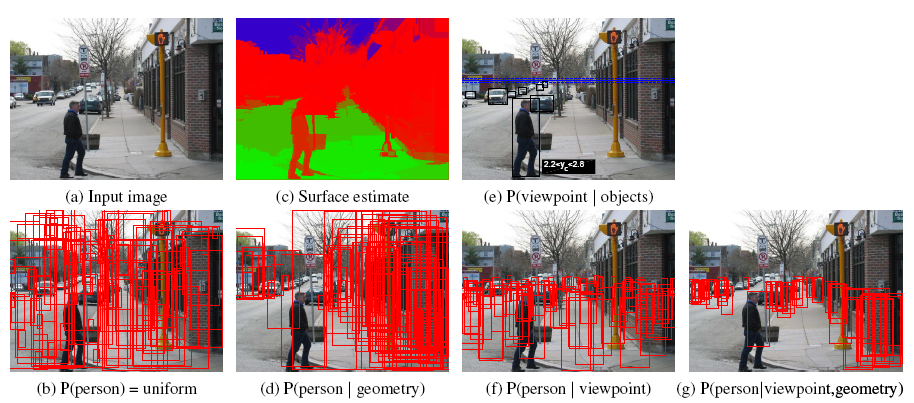 2.2<yc<2.8
(a) Input image
(c) Surface estimate
(e) P(viewpoint | objects)
(b) P(person) = uniform
(d) P(person | geometry)
(f) P(person | viewpoint)
(g) P(person|viewpoint,geometry)